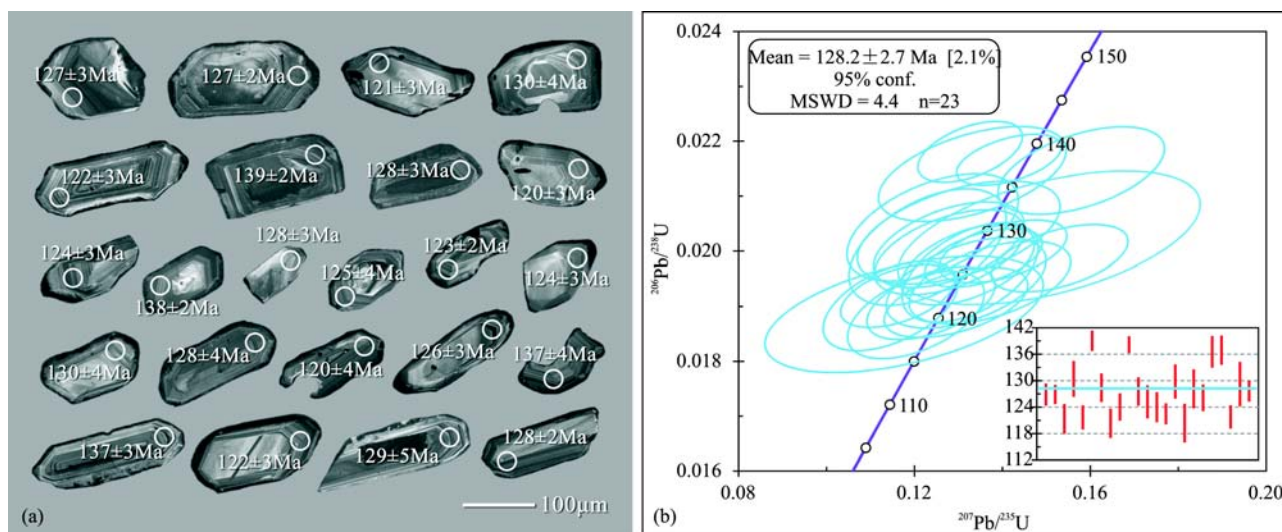 127±3Ma
127±2Ma
121±3Ma
130±4Ma
122±3Ma
139±2Ma
128±3Ma
120±3Ma
124±3Ma
138±2Ma
128±3Ma
125±4Ma
123±2Ma
124±3Ma
130±4Ma
128±4Ma
120±4Ma
126±3Ma
137±4Ma
137±3Ma
122±3Ma
129±5Ma
128±2Ma
100μm
(a)
0.024
0.022
0.020
0.018
0.016
²⁰⁶Pb/²³⁸U
Mean = 128.2±2.7 Ma [2.1%]
95% conf.
MSWD = 4.4 n=23
150
140
130
120
110
142
136
130
124
118
112
0.08
0.12
0.16
0.20
(b)
²⁰⁷Pb/²³⁵U